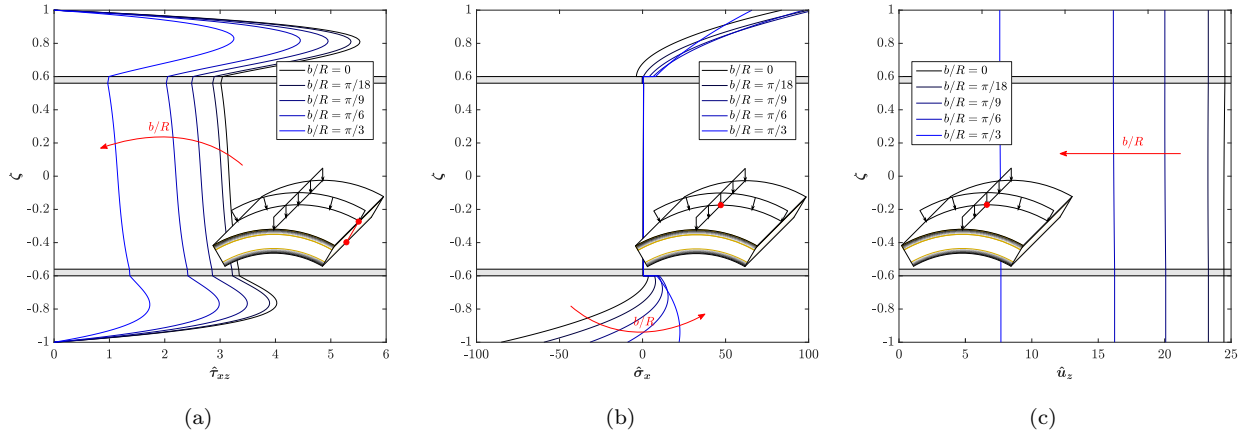 1
0.8
0.6
0.4
0.2
0
-0.2
-0.4
-0.6
-0.8
-1
ζ
0 1 2 3 4 5 6
τ̂xz
b/R = 0
b/R = π/18
b/R = π/9
b/R = π/6
b/R = π/3
b/R
(a)
1
0.8
0.6
0.4
0.2
0
-0.2
-0.4
-0.6
-0.8
-1
ζ
-100 -50 0 50 100
σ̂x
b/R = 0
b/R = π/18
b/R = π/9
b/R = π/6
b/R = π/3
b/R
(b)
1
0.8
0.6
0.4
0.2
0
-0.2
-0.4
-0.6
-0.8
-1
ζ
0 5 10 15 20 25
ûz
b/R = 0
b/R = π/18
b/R = π/9
b/R = π/6
b/R = π/3
b/R
(c)